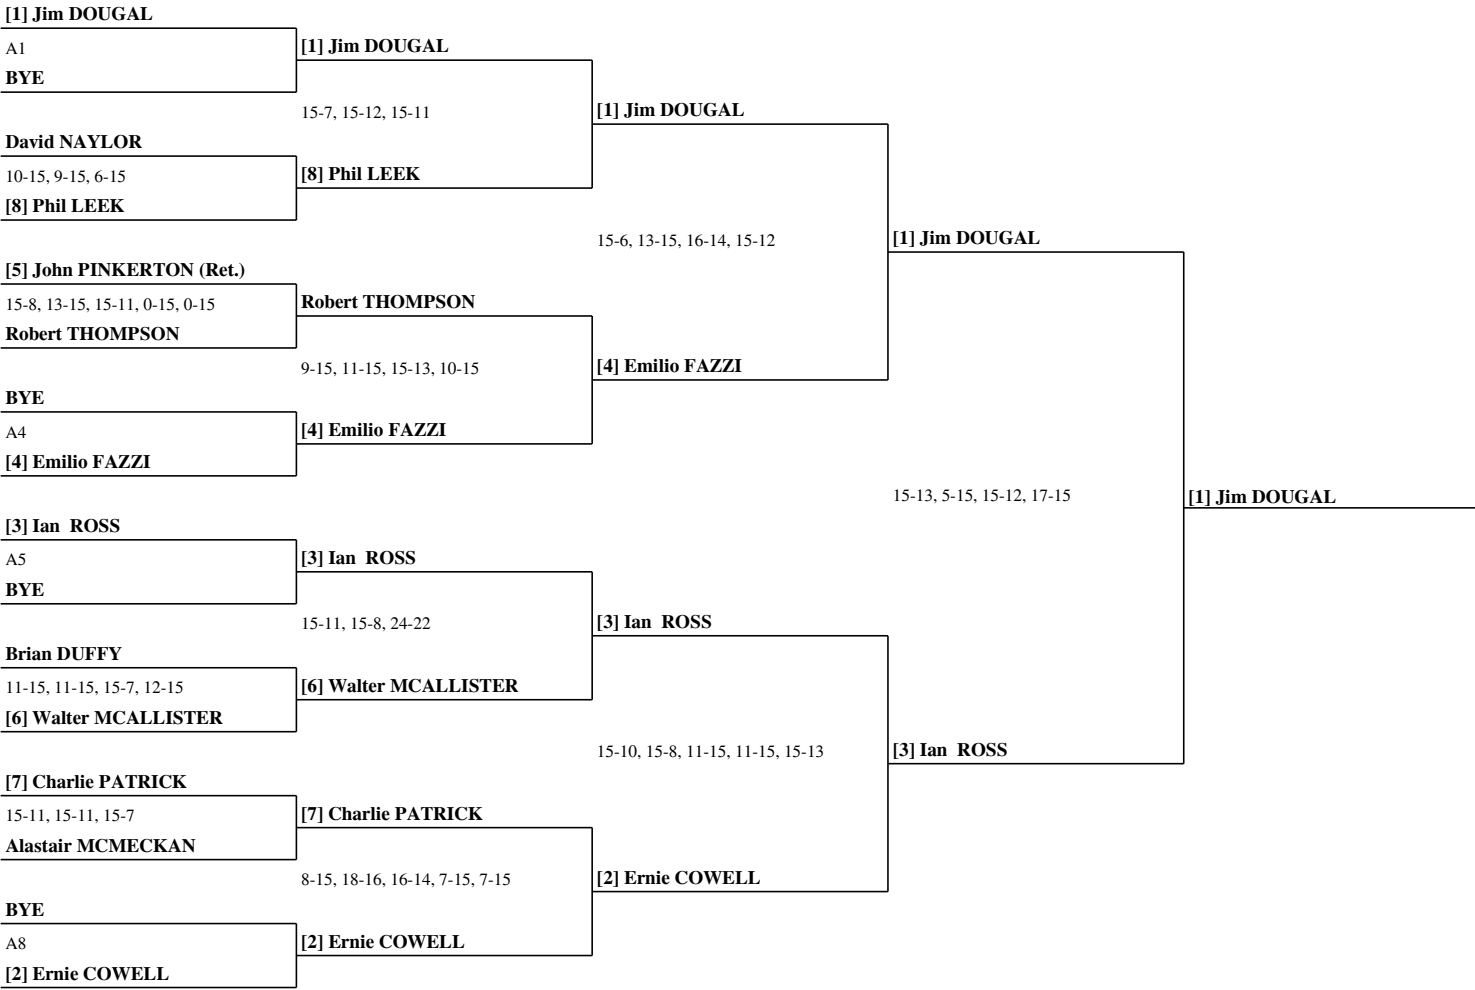 [1] Jim DOUGAL
A1
BYE
David NAYLOR
10-15, 9-15, 6-15
[8] Phil LEEK
[5] John PINKERTON (Ret.)
15-8, 13-15, 15-11, 0-15, 0-15
Robert THOMPSON
BYE
A4
[4] Emilio FAZZI
[3] Ian  ROSS
A5
BYE
Brian DUFFY
11-15, 11-15, 15-7, 12-15
[6] Walter MCALLISTER
[7] Charlie PATRICK
15-11, 15-11, 15-7
Alastair MCMECKAN
BYE
A8
[2] Ernie COWELL
[1] Jim DOUGAL
15-7, 15-12, 15-11
[8] Phil LEEK
Robert THOMPSON
9-15, 11-15, 15-13, 10-15
[4] Emilio FAZZI
[3] Ian  ROSS
15-11, 15-8, 24-22
[6] Walter MCALLISTER
[7] Charlie PATRICK
8-15, 18-16, 16-14, 7-15, 7-15
[2] Ernie COWELL
[1] Jim DOUGAL
15-6, 13-15, 16-14, 15-12
[4] Emilio FAZZI
[3] Ian  ROSS
15-10, 15-8, 11-15, 11-15, 15-13
[2] Ernie COWELL
[1] Jim DOUGAL
15-13, 5-15, 15-12, 17-15
[3] Ian  ROSS
[1] Jim DOUGAL